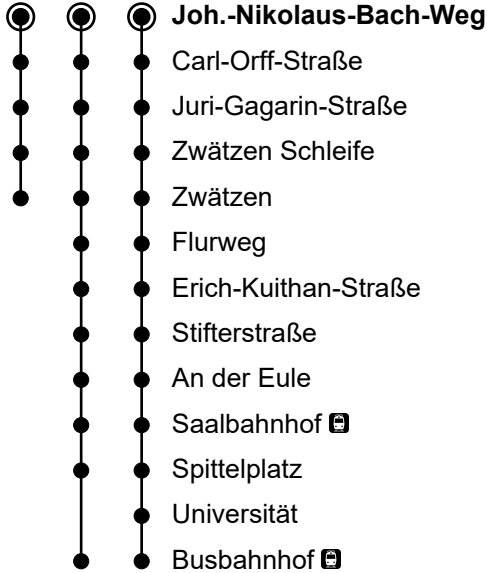 Joh.-Nikolaus-Bach-Weg
Carl-Orff-Straße
Juri-Gagarin-Straße
Zwätzen Schleife
Zwätzen
Flurweg
Erich-Kuithan-Straße
Stifterstraße
An der Eule
Saalbahnhof
Spittelplatz
Universität
Busbahnhof